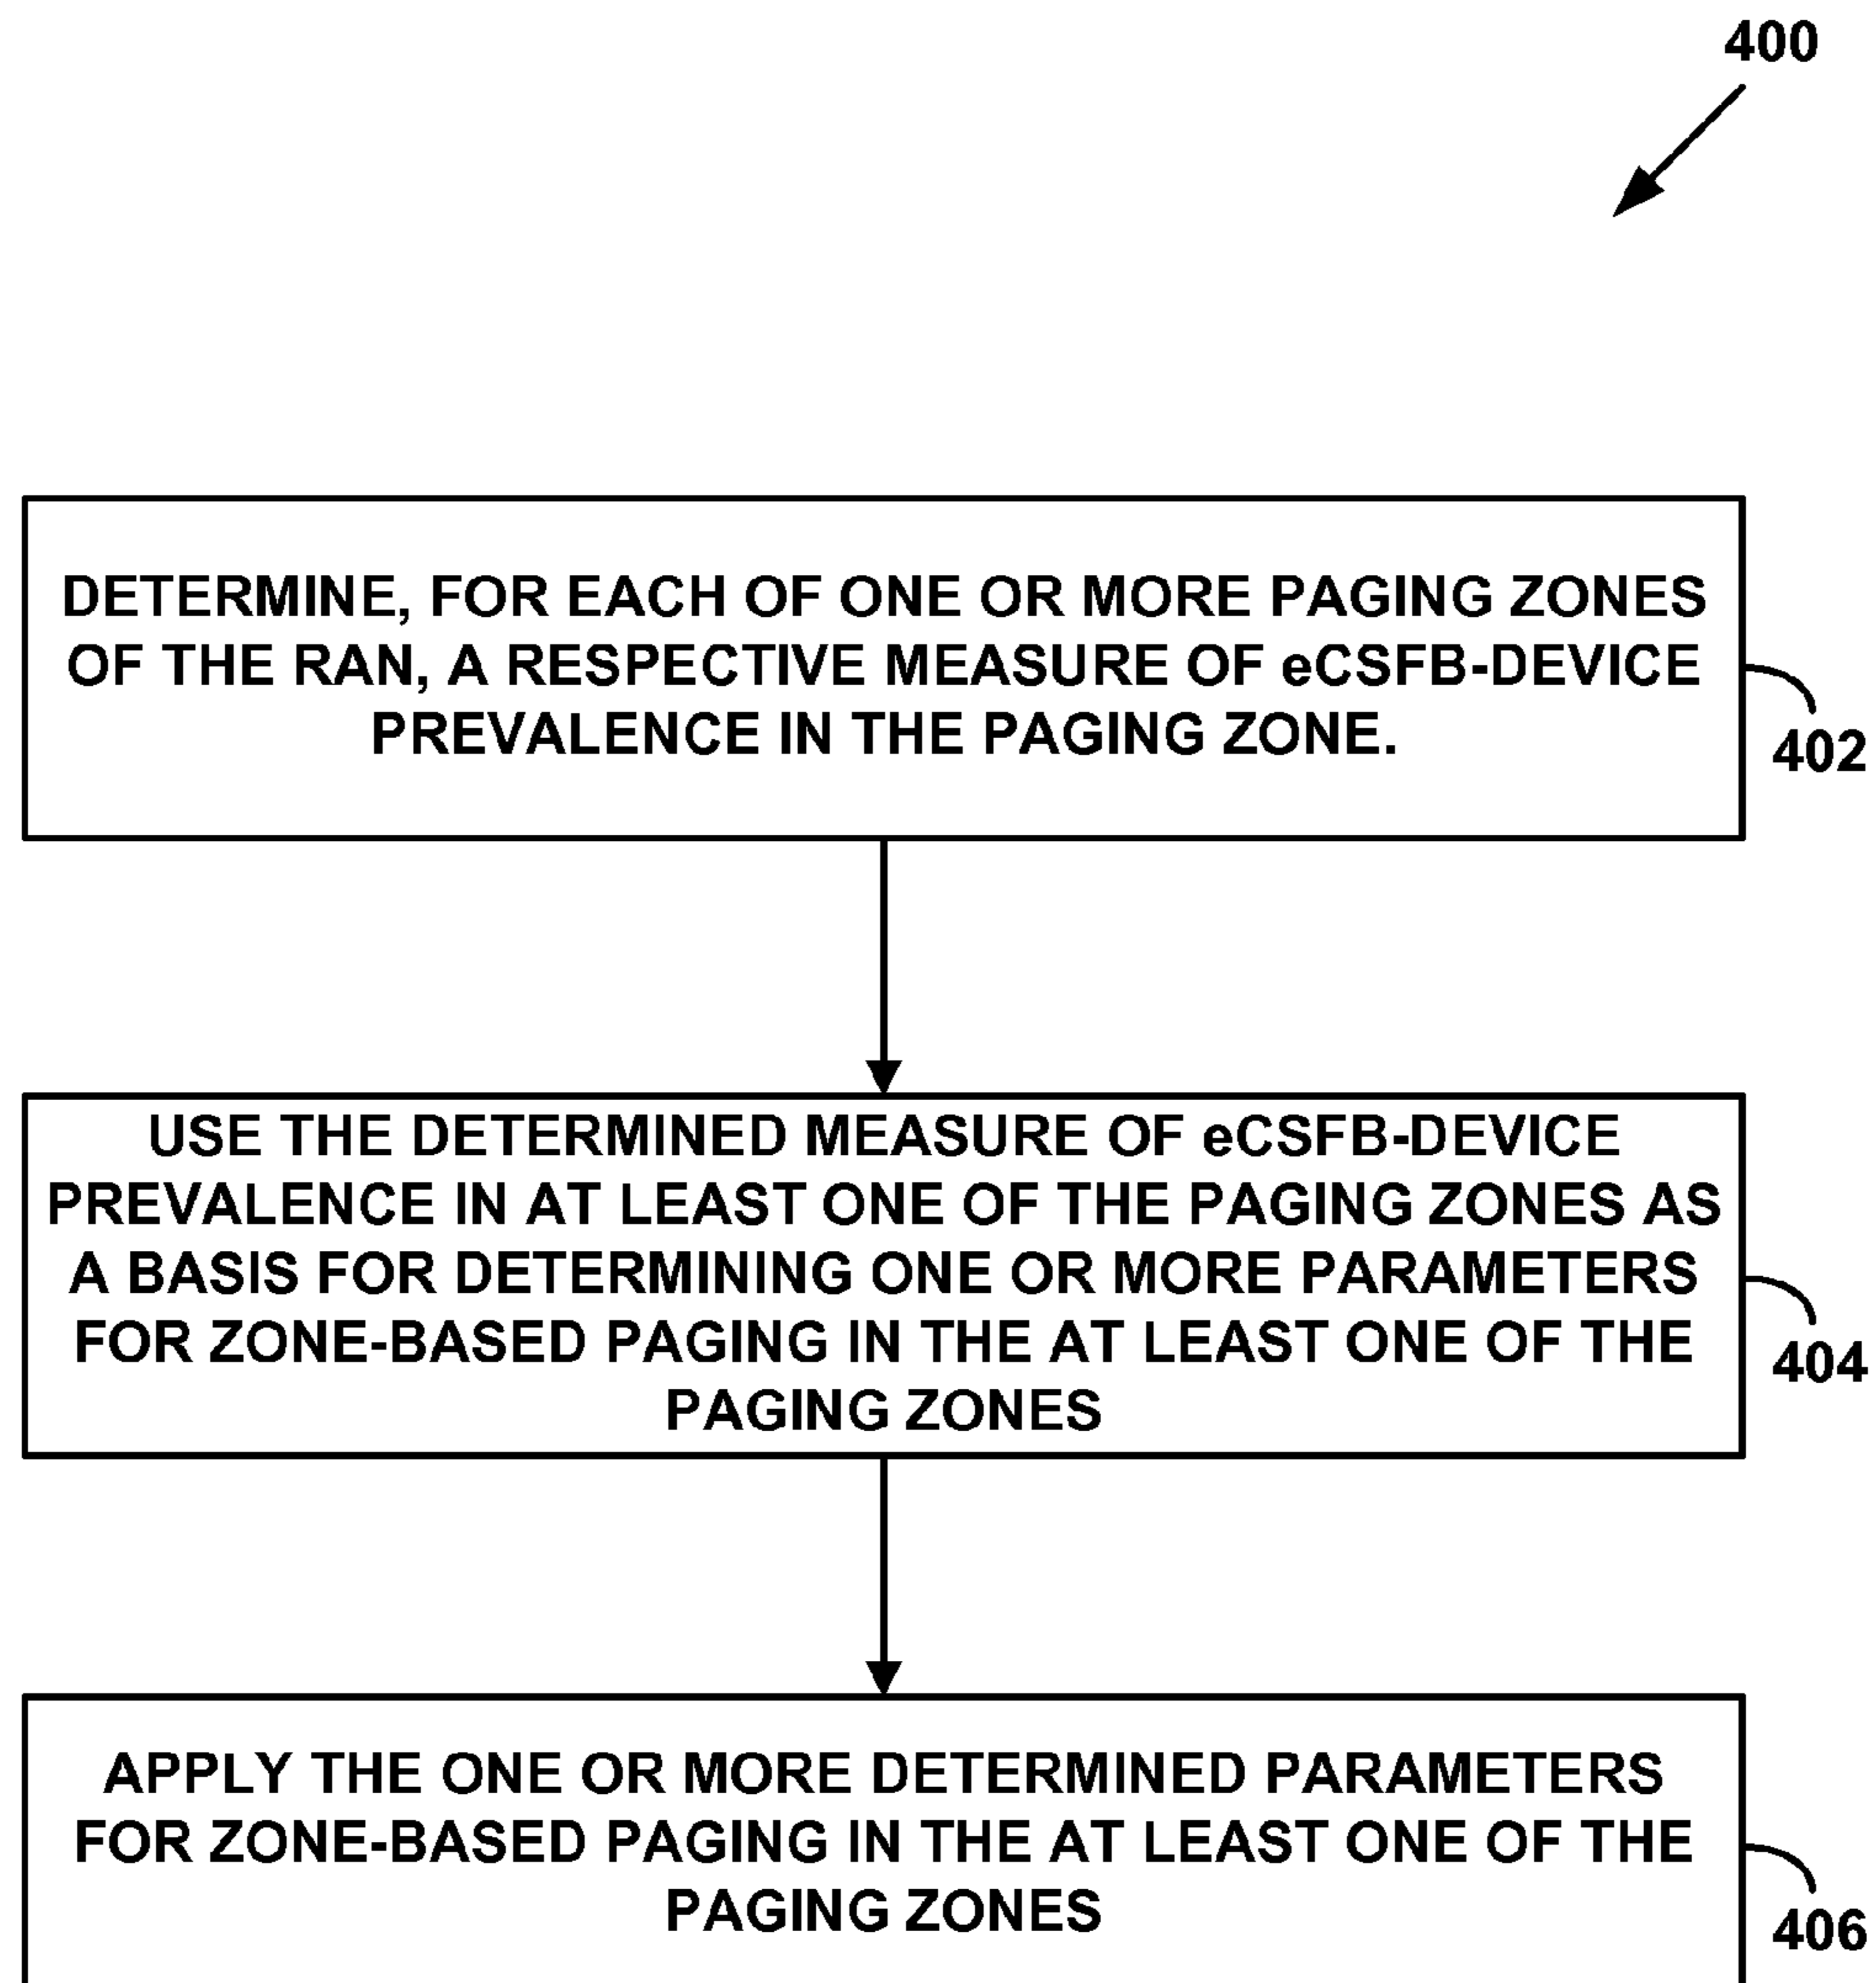 400
DETERMINE, FOR EACH OF ONE OR MORE PAGING ZONES
OF THE RAN, A RESPECTIVE MEASURE OF eCSFB-DEVICE
PREVALENCE IN THE PAGING ZONE.
402
USE THE DETERMINED MEASURE OF eCSFB-DEVICE
PREVALENCE IN AT LEAST ONE OF THE PAGING ZONES AS
A BASIS FOR DETERMINING ONE OR MORE PARAMETERS
FOR ZONE-BASED PAGING IN THE AT LEAST ONE OF THE
PAGING ZONES
404
APPLY THE ONE OR MORE DETERMINED PARAMETERS
FOR ZONE-BASED PAGING IN THE AT LEAST ONE OF THE
PAGING ZONES
406